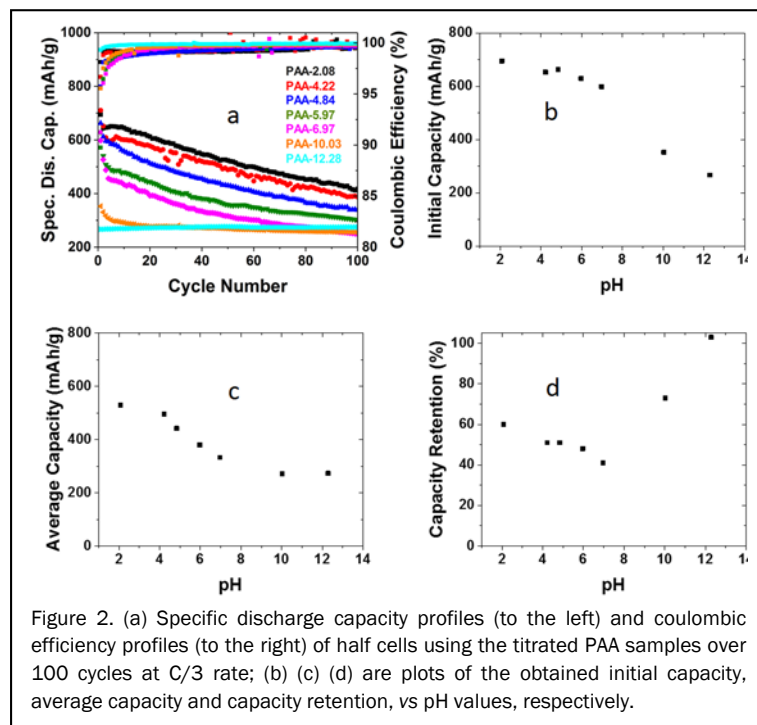 1000
800
600
400
200
Spec. Dis. Cap. (mAh/g)
0 20 40 60 80 100
Cycle Number
100
95
90
85
80
Coulombic Efficiency (%)
a
PAA-2.08
PAA-4.22
PAA-4.84
PAA-5.97
PAA-6.97
PAA-10.03
PAA-12.28
800
600
400
200
0
Initial Capacity (mAh/g)
b
2 4 6 8 10 12 14
pH
800
600
400
200
0
Average Capacity (mAh/g)
c
2 4 6 8 10 12 14
pH
100
80
60
40
20
0
Capacity Retention (%)
d
2 4 6 8 10 12 14
pH
Figure 2. (a) Specific discharge capacity profiles (to the left) and coulombic
efficiency profiles (to the right) of half cells using the titrated PAA samples over
100 cycles at C/3 rate; (b) (c) (d) are plots of the obtained initial capacity,
average capacity and capacity retention, vs pH values, respectively.